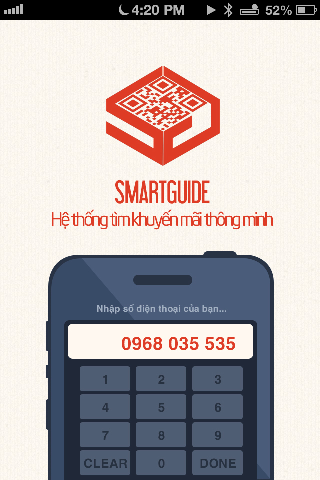 4:20 PM 52%
SMARTGUIDE
Hệ thống tìm khuyến mãi thông minh
Nhập số điện thoại của bạn...
0968 035 535
1 2 3
4 5 6
7 8 9
CLEAR 0 DONE